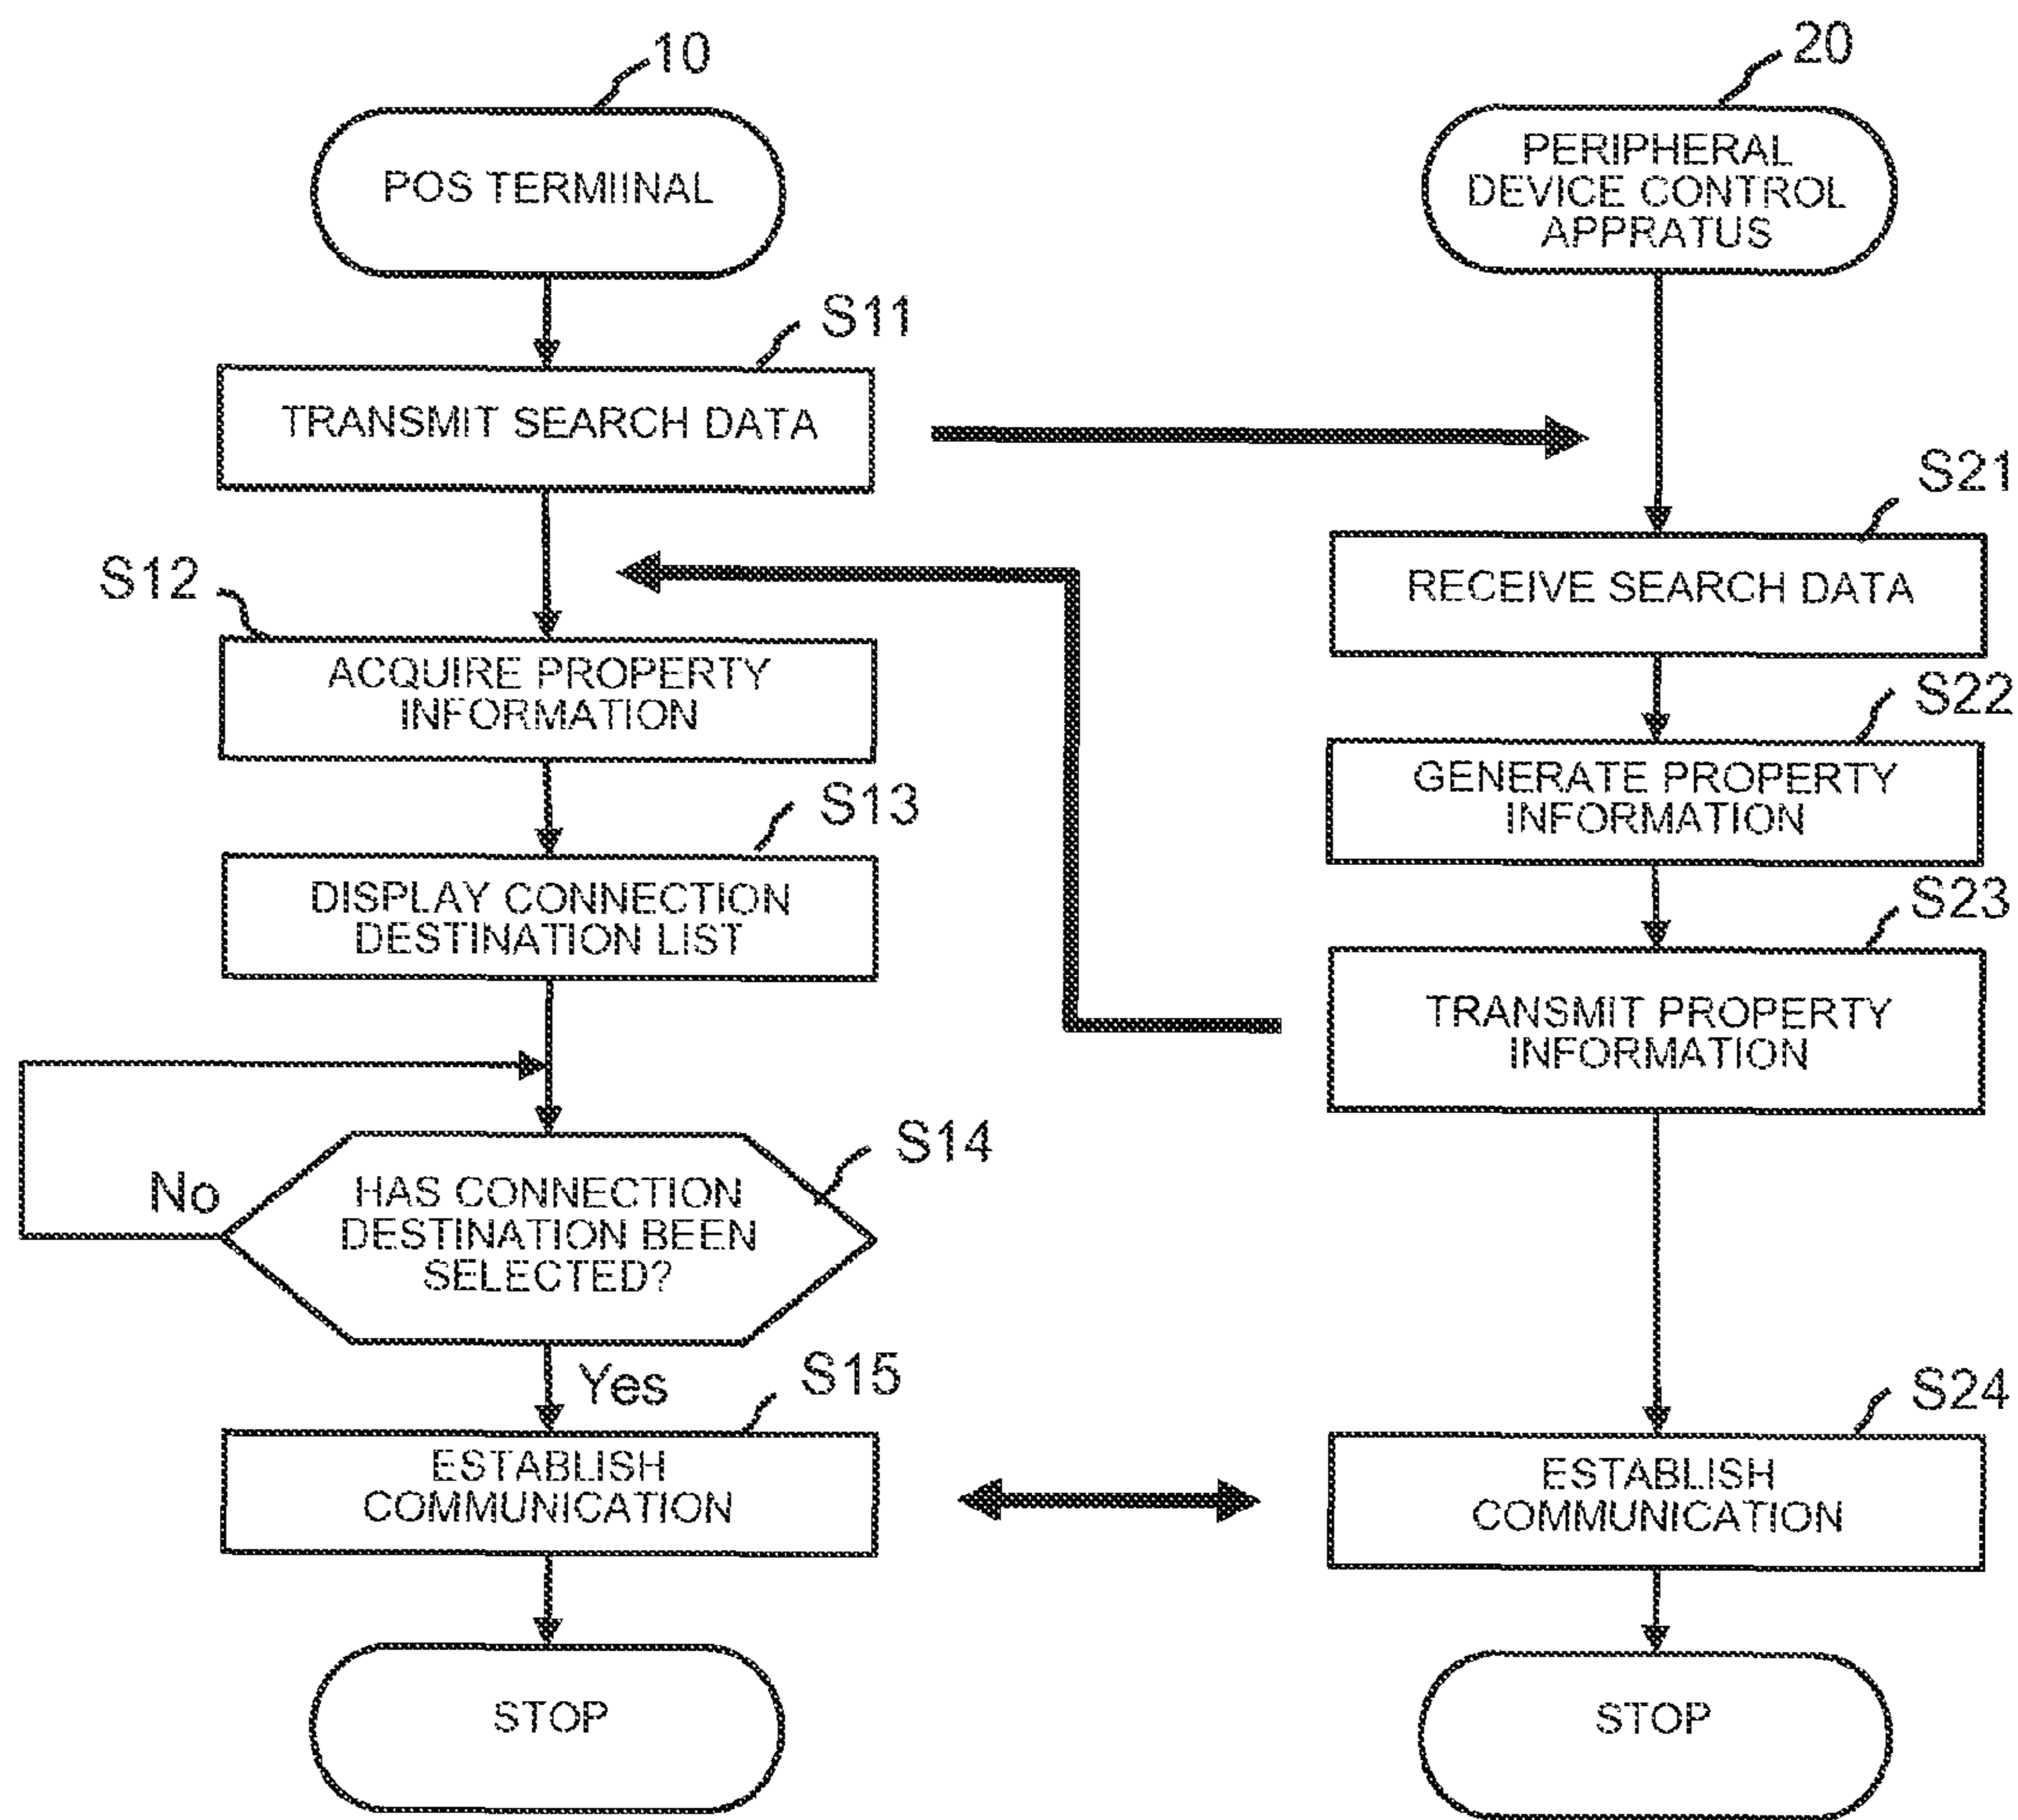 10
POS TERMIINAL
S11
TRANSMIT SEARCH DATA
S12
ACQUIRE PROPERTY
INFORMATION
S13
DISPLAY CONNECTION
DESTINATION LIST
S14
HAS CONNECTION
DESTINATION BEEN
SELECTED?
No
Yes
S15
ESTABLISH
COMMUNICATION
STOP
20
PERIPHERAL
DEVICE CONTROL
APPRATUS
S21
RECEIVE SEARCH DATA
S22
GENERATE PROPERTY
INFORMATION
S23
TRANSMIT PROPERTY
INFORMATION
S24
ESTABLISH
COMMUNICATION
STOP